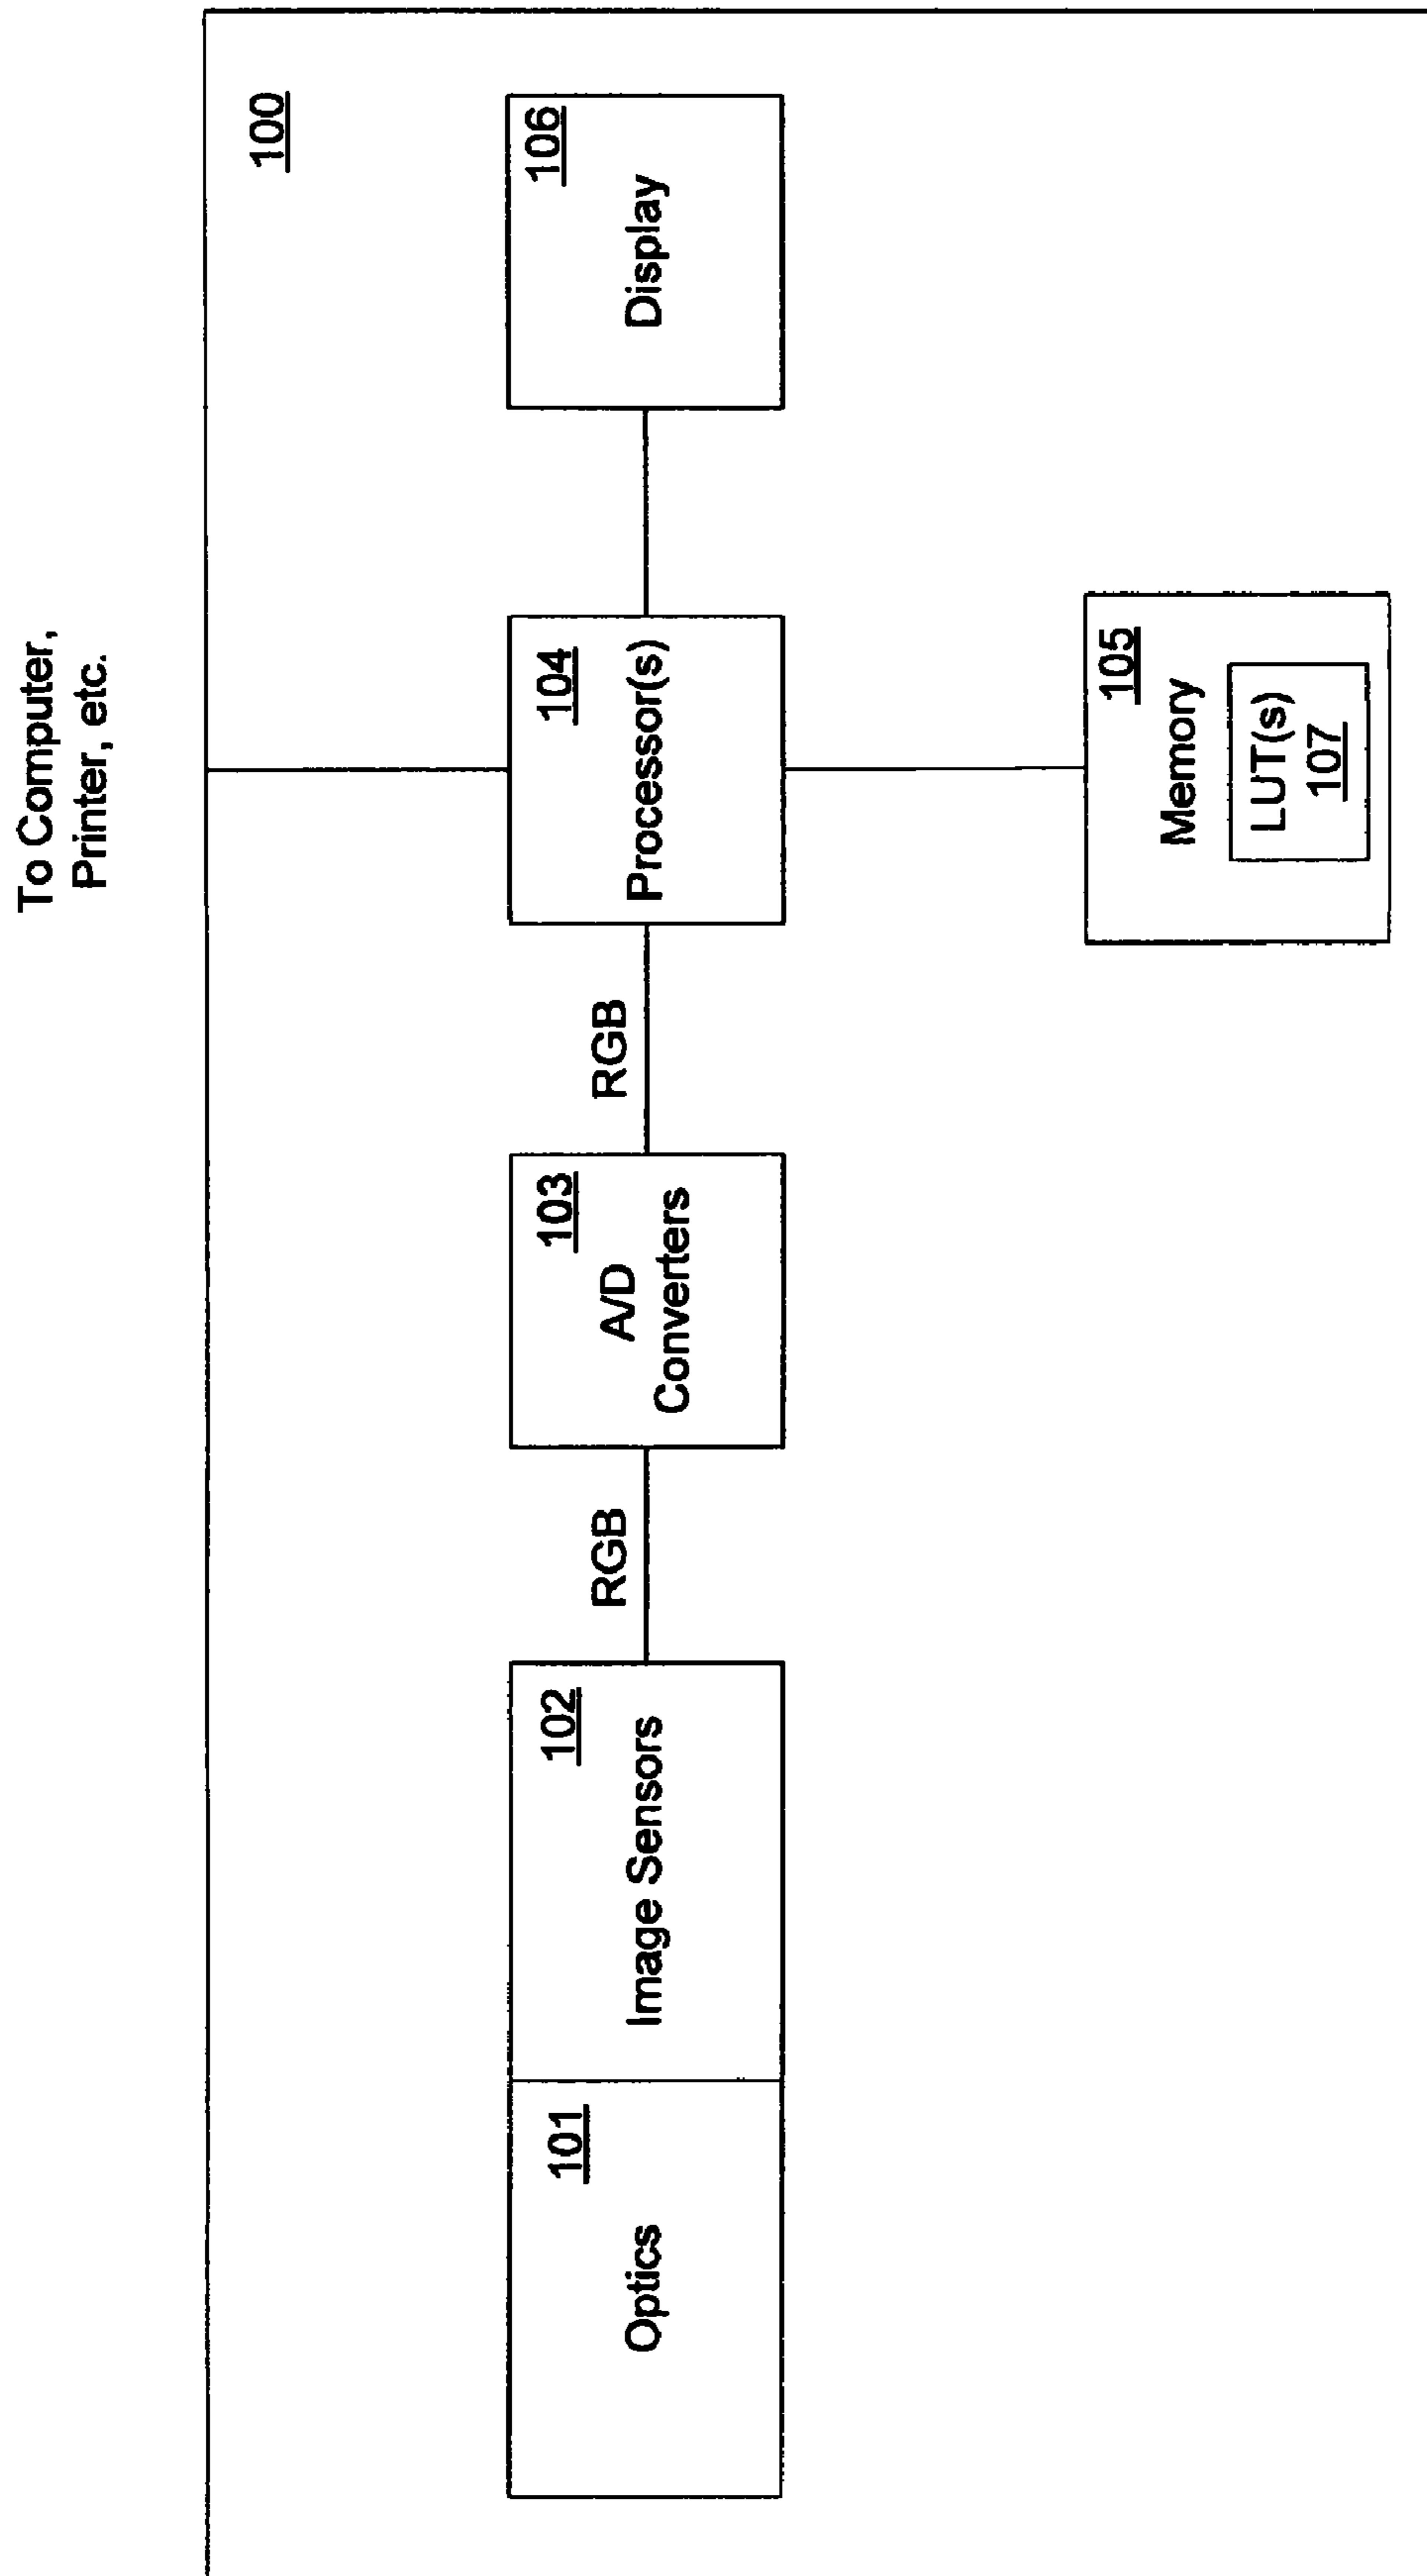 To Computer,
Printer, etc.
100
101
Optics
102
Image Sensors
RGB
103
A/D
Converters
RGB
104
Processor(s)
106
Display
105
Memory
LUT(s)
107